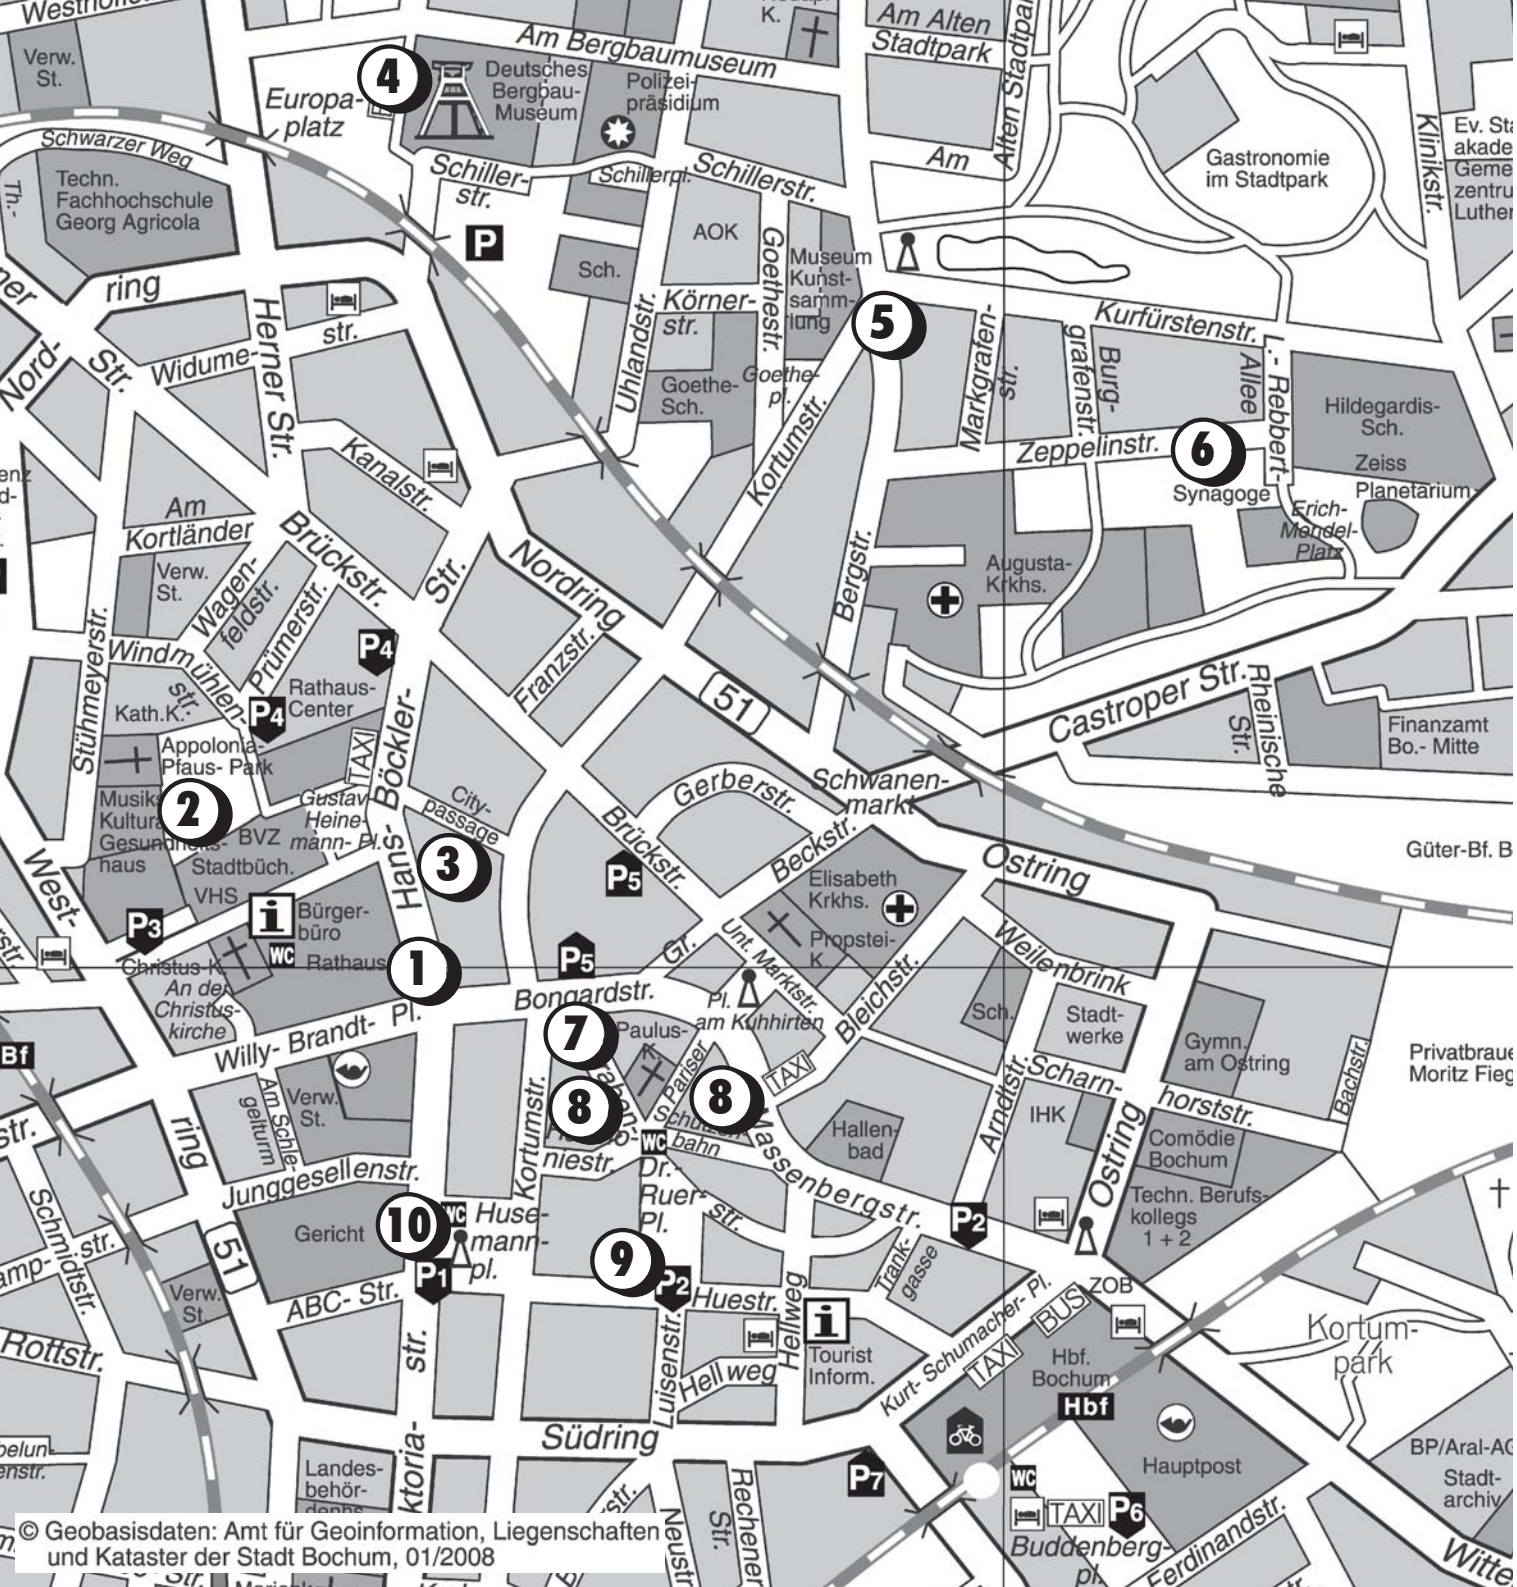 Am Bergbaumuseum
K.
Am Alten
Stadtpark
Verw.
St.
4
Deutsches
Bergbau-
Museum
Polizei-
präsidium
Europa-
platz
Alten Stadtpar
Am
Klinikstr.
Gastronomie
im Stadtpark
Ev. Sta
akade
Geme
zentru
Luther
Schwarzer Weg
Th.-
Techn.
Fachhochschule
Georg Agricola
Schiller-
str.
Schillerpl.
Schillerstr.
P
AOK
Sch.
Goethestr.
Museum
Kunst-
samm-
lung
5
ring
Herner Str.
Körner-
str.
Uhlandstr.
Kurfürstenstr.
Nord-
Str.
Widume-
str.
Goethe-
Sch.
Goethe-
pl.
Kortumstr.
Markgrafen-
str.
Burg-
grafenstr.
L.- Rebbert-
Allee
Hildegardis-
Sch.
Zeppelinstr.
6
Synagoge
Zeiss
Planetarium
Erich-
Mendel-
Platz
Kanalstr.
Am
Kortländer
Brückstr.
Str.
Nordring
Bergstr.
Augusta-
Krkhs.
Verw.
St.
Wagen-
feldstr.
Prümerstr.
Stühmeyerstr.
Windmühlen-
str.
P4
P4
Rathaus-
Center
Franzstr.
51
Castroper Str.
Rheinische
Str.
Finanzamt
Bo.- Mitte
Kath.K.
Appolonia-
Pfaus- Park
TAXI
Hans- Böckler-
2
Musik
Kultur
Gesundheits-
haus
BVZ
Stadtbüch.
VHS
Gustav-
Heine-
mann- Pl.
City-
passage
3
Gerberstr.
Schwanen-
markt
Brückstr.
Beckstr.
Ostring
Güter-Bf. B
West-
P5
Elisabeth
Krkhs.
Propstei-
K.
P3
i
Bürger-
büro
WC
Rathaus
1
Christus-K.
An der
Christus-
kirche
P5
Gr.
Unt. Marktstr.
Bongardstr.
Pl.
am Kuhhirten
Bleichstr.
Weilenbrink
Sch.
Stadt-
werke
Gymn.
am Ostring
Bachstr.
Privatbraue
Moritz Fieg
Willy- Brandt- Pl.
7
Paulus-
K.
Pariser
TAXI
8
8
Schützen-
bahn
Bf
Verw.
St.
Am Schle-
gelturm
Kortumstr.
WC
niestr.
Massenbergstr.
Hallen-
bad
Arndtstr.
Scharn-
horststr.
IHK
Ostring
Comödie
Bochum
Techn. Berufs-
kollegs
1 + 2
str.
ring
Junggesellenstr.
Dr.-
Ruer-
Pl.
str.
Gericht
10
WC
Huse-
mann-
pl.
P1
9
P2
Huestr.
P2
Trank-
gasse
Schmidtstr.
amp- str.
51
Verw.
St.
ABC- Str.
Hellweg
i
Tourist
Inform.
Kurt- Schumacher- Pl.
ZOB
BUS
TAXI
Kortum-
park
Rottstr.
str.
Luisenstr.
Hellweg
Hbf.
Bochum
Hbf
Südring
Hauptpost
BP/Aral-AG
Stadt-
archiv
Landes-
behör-
ktoria-
P7
WC
TAXI
P6
Buddenberg-
pl.
Ferdinandstr.
Rechener
Str.
Neustr
Witte
© Geobasisdaten: Amt für Geoinformation, Liegenschaften
und Kataster der Stadt Bochum, 01/2008